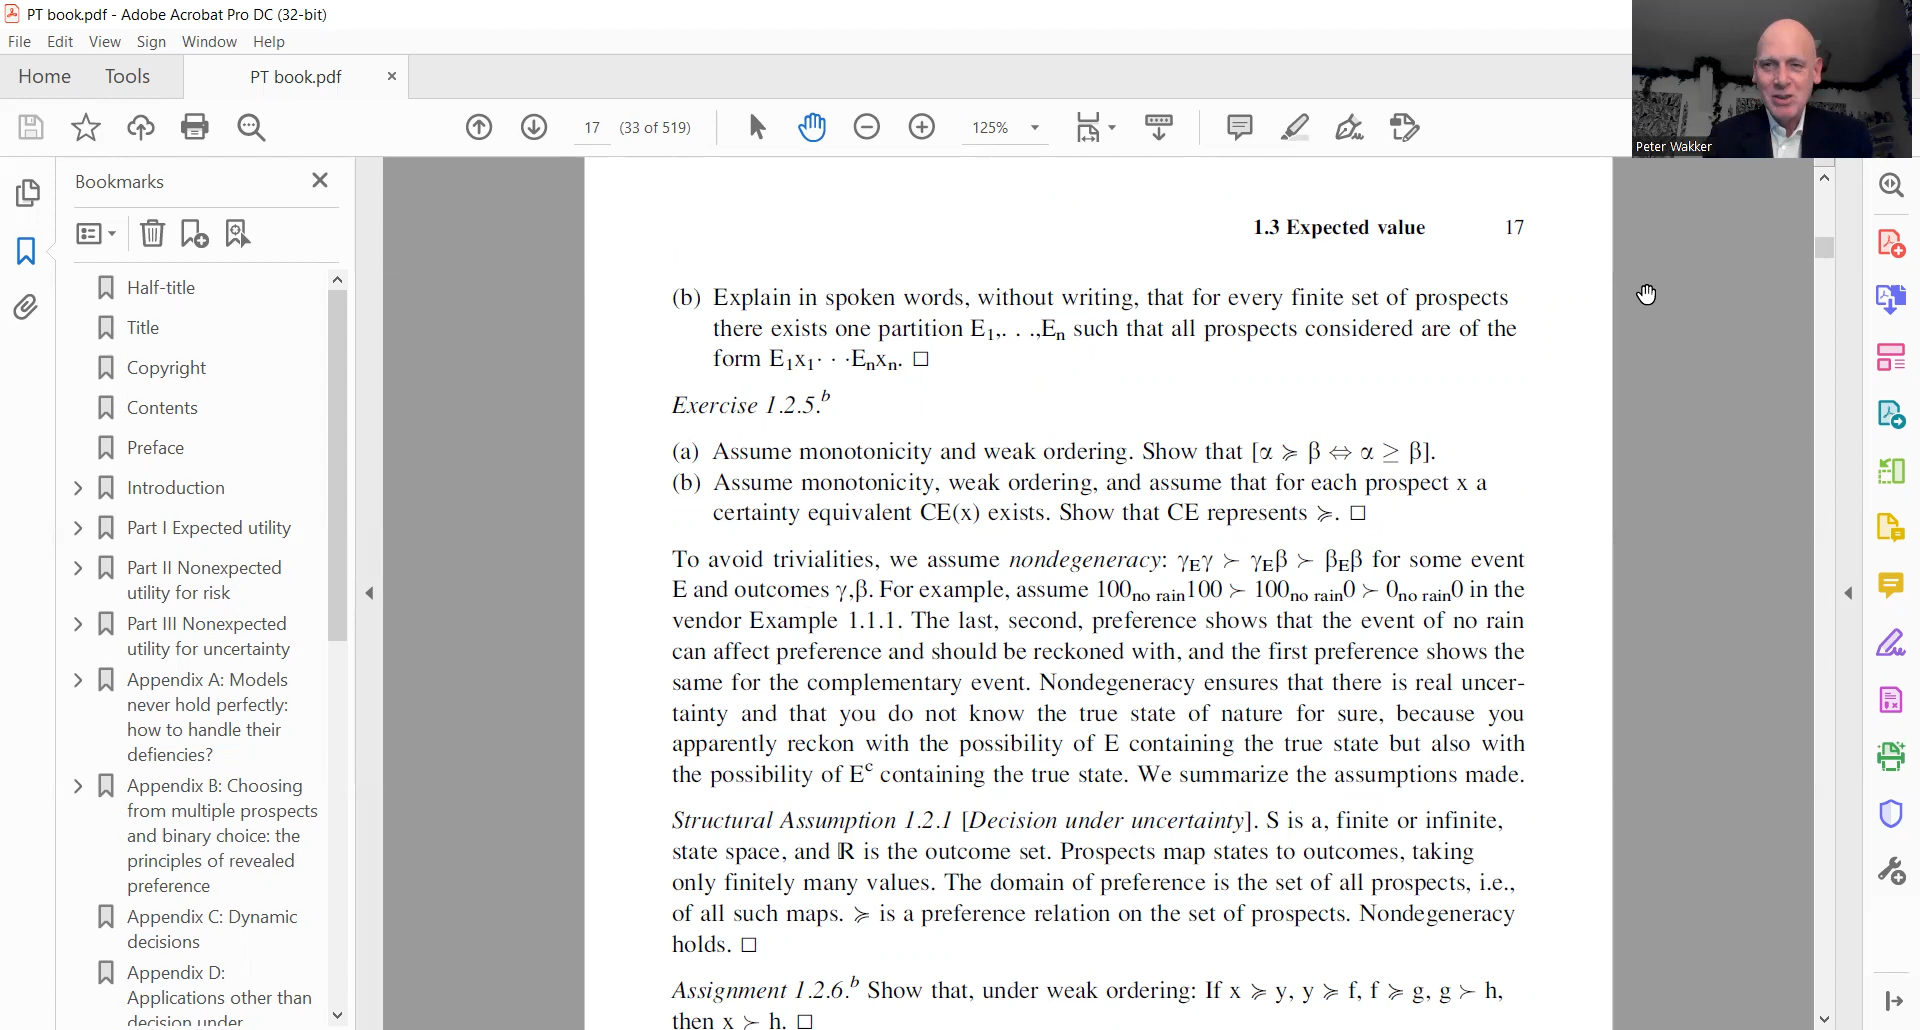 PT book.pdf - Adobe Acrobat Pro DC (32-bit)
File Edit View Sign Window Help
Home Tools PT book.pdf ×
17 (33 of 519) 125%
Peter Wakker
Bookmarks
Half-title
Title
Copyright
Contents
Preface
Introduction
Part I Expected utility
Part II Nonexpected
utility for risk
Part III Nonexpected
utility for uncertainty
Appendix A: Models
never hold perfectly:
how to handle their
defiencies?
Appendix B: Choosing
from multiple prospects
and binary choice: the
principles of revealed
preference
Appendix C: Dynamic
decisions
Appendix D:
Applications other than
decision under
1.3 Expected value 17
(b) Explain in spoken words, without writing, that for every finite set of prospects
there exists one partition E₁,. . .,Eₙ such that all prospects considered are of the
form E₁x₁· · ·Eₙxₙ. □
Exercise 1.2.5.ᵇ
(a) Assume monotonicity and weak ordering. Show that [α ≽ β ⇔ α ≥ β].
(b) Assume monotonicity, weak ordering, and assume that for each prospect x a
certainty equivalent CE(x) exists. Show that CE represents ≽. □
To avoid trivialities, we assume nondegeneracy: γEγ ≻ γEβ ≻ βEβ for some event
E and outcomes γ,β. For example, assume 100no rain100 ≻ 100no rain0 ≻ 0no rain0 in the
vendor Example 1.1.1. The last, second, preference shows that the event of no rain
can affect preference and should be reckoned with, and the first preference shows the
same for the complementary event. Nondegeneracy ensures that there is real uncer-
tainty and that you do not know the true state of nature for sure, because you
apparently reckon with the possibility of E containing the true state but also with
the possibility of Eᶜ containing the true state. We summarize the assumptions made.
Structural Assumption 1.2.1 [Decision under uncertainty]. S is a, finite or infinite,
state space, and ℝ is the outcome set. Prospects map states to outcomes, taking
only finitely many values. The domain of preference is the set of all prospects, i.e.,
of all such maps. ≽ is a preference relation on the set of prospects. Nondegeneracy
holds. □
Assignment 1.2.6.ᵇ Show that, under weak ordering: If x ≽ y, y ≽ f, f ≽ g, g ≻ h,
then x ≻ h. □